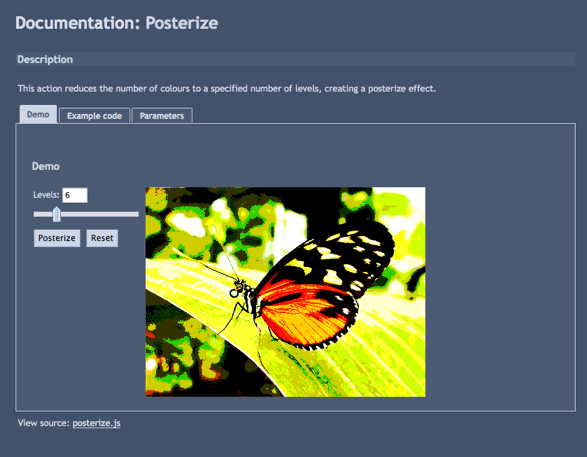 Documentation: Posterize
Description
This action reduces the number of colours to a specified number of levels, creating a posterize effect.
Demo Example code Parameters
Demo
Levels: 6
Posterize Reset
View source: posterize.js